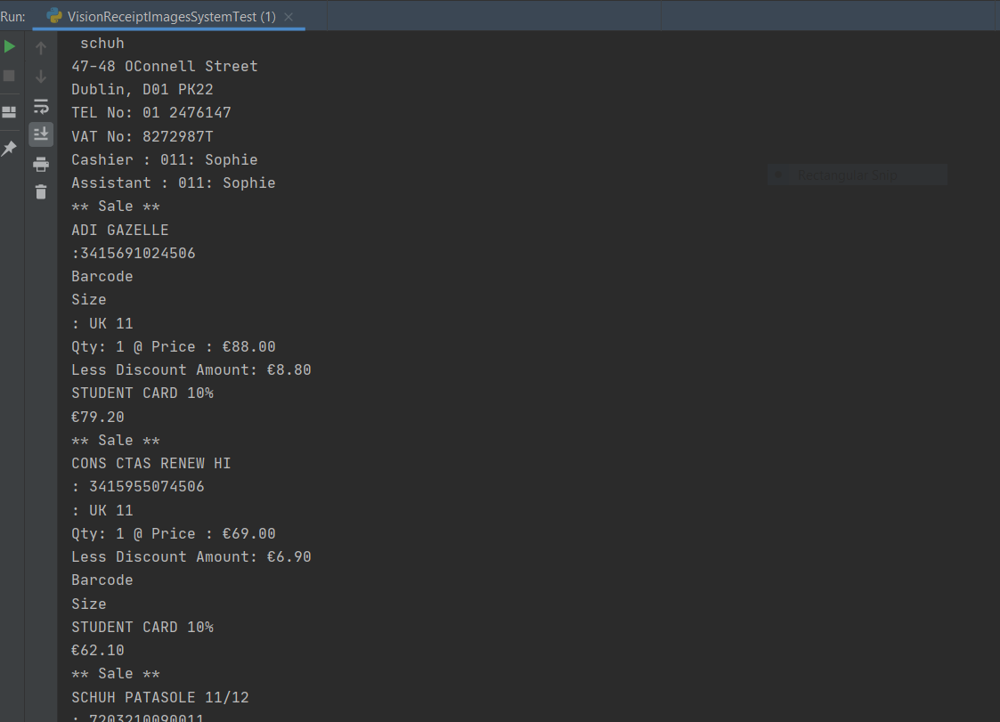 Run: VisionReceiptImagesSystemTest (1)
schuh
47-48 OConnell Street
Dublin, D01 PK22
TEL No: 01 2476147
VAT No: 8272987T
Cashier : 011: Sophie
Assistant : 011: Sophie
** Sale **
ADI GAZELLE
:3415691024506
Barcode
Size
: UK 11
Qty: 1 @ Price : €88.00
Less Discount Amount: €8.80
STUDENT CARD 10%
€79.20
** Sale **
CONS CTAS RENEW HI
: 3415955074506
: UK 11
Qty: 1 @ Price : €69.00
Less Discount Amount: €6.90
Barcode
Size
STUDENT CARD 10%
€62.10
** Sale **
SCHUH PATASOLE 11/12
: 7203210090011
Rectangular Snip